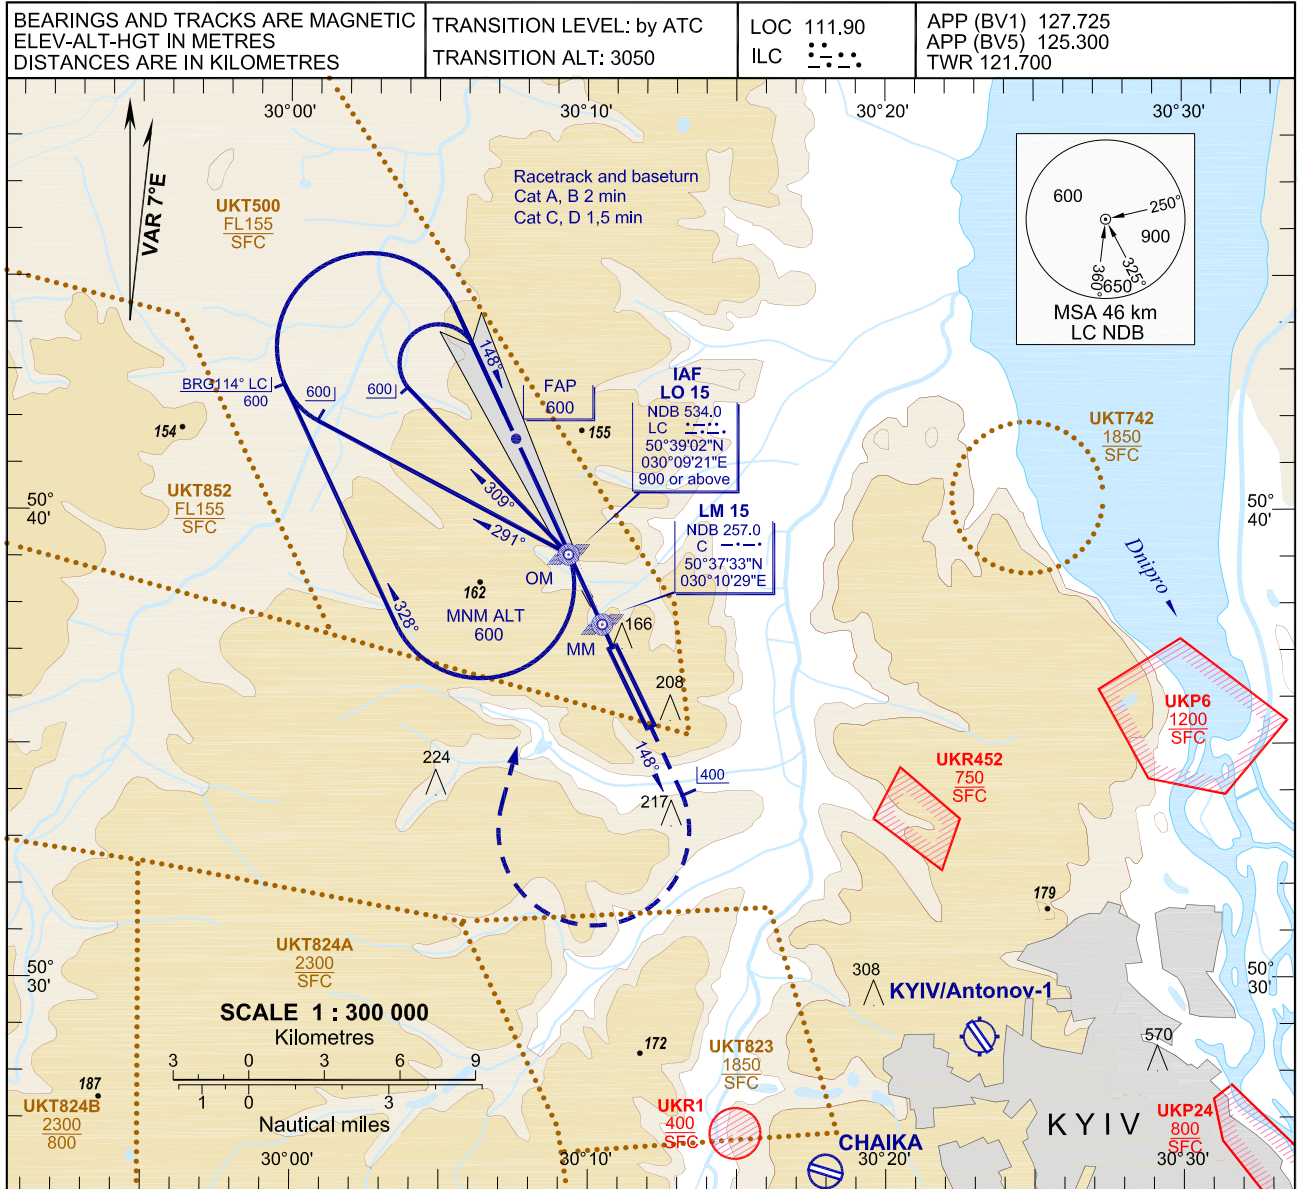 BEARINGS AND TRACKS ARE MAGNETIC
ELEV-ALT-HGT IN METRES
DISTANCES ARE IN KILOMETRES
TRANSITION LEVEL: by ATC
TRANSITION ALT: 3050
LOC 111.90
ILC
APP (BV1) 127.725
APP (BV5) 125.300
TWR 121.700
30°00'
30°10'
30°20'
30°30'
VAR 7°E
UKT500
FL155
SFC
Racetrack and baseturn
Cat A, B 2 min
Cat C, D 1,5 min
600
250°
900
325°
360°
650
MSA 46 km
LC NDB
148°
BRG114° LC
600
600
600
FAP
600
IAF
LO 15
NDB 534.0
LC
50°39'02"N
030°09'21"E
900 or above
154
155
UKT742
1850
SFC
UKT852
FL155
SFC
50°
40'
50°
40'
309°
291°
LM 15
NDB 257.0
C
50°37'33"N
030°10'29"E
OM
162
MNM ALT
600
328°
MM
166
Dnipro
208
UKP6
1200
SFC
224
148°
400
217
UKR452
750
SFC
179
UKT824A
2300
SFC
50°
30'
50°
30'
308
KYIV/Antonov-1
SCALE 1 : 300 000
Kilometres
3 0 3 6 9
1 0 3
Nautical miles
172
UKT823
1850
SFC
570
187
UKT824B
2300
800
UKR1
400
SFC
KYIV
UKP24
800
SFC
CHAIKA
30°00'
30°10'
30°20'
30°30'